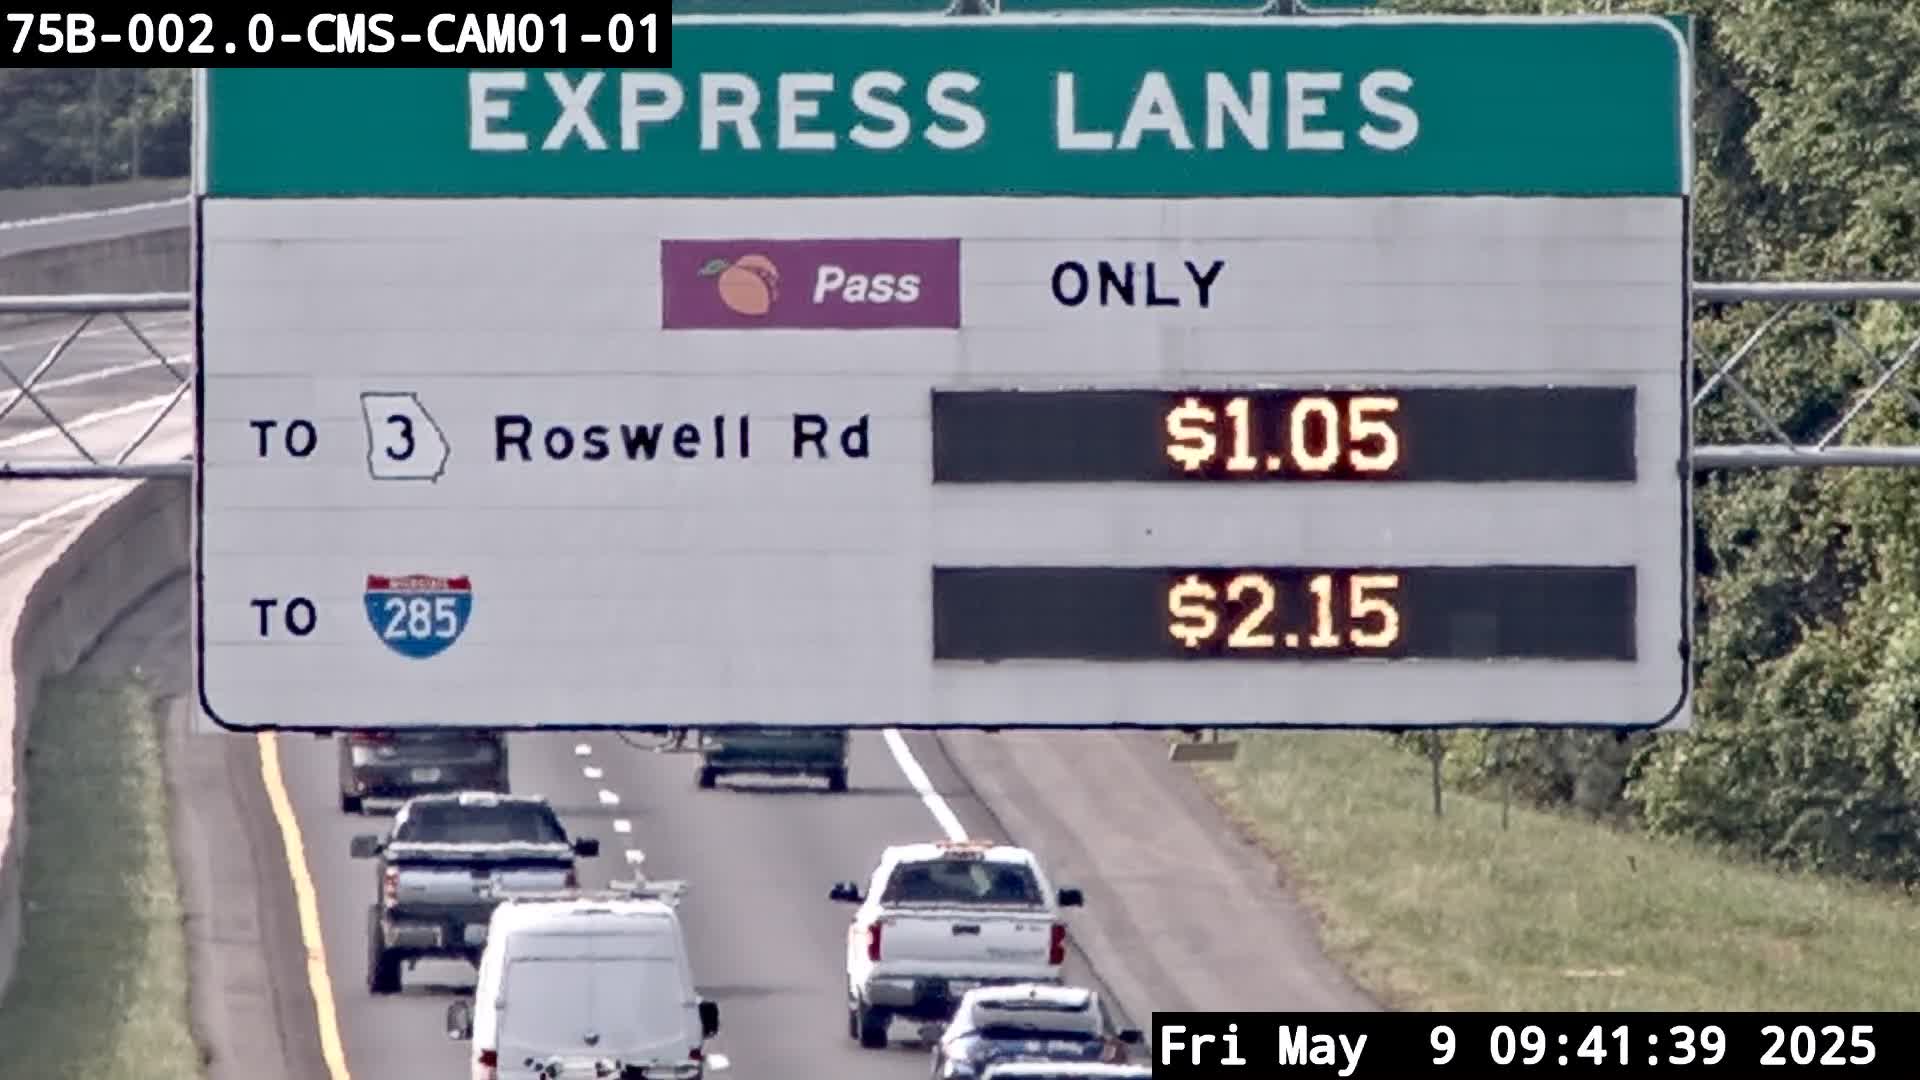 75B-002.0-CMS-CAM01-01
EXPRESS LANES
Pass ONLY
TO 3 Roswell Rd $1.05
TO 285 $2.15
Fri May 9 09:41:39 2025